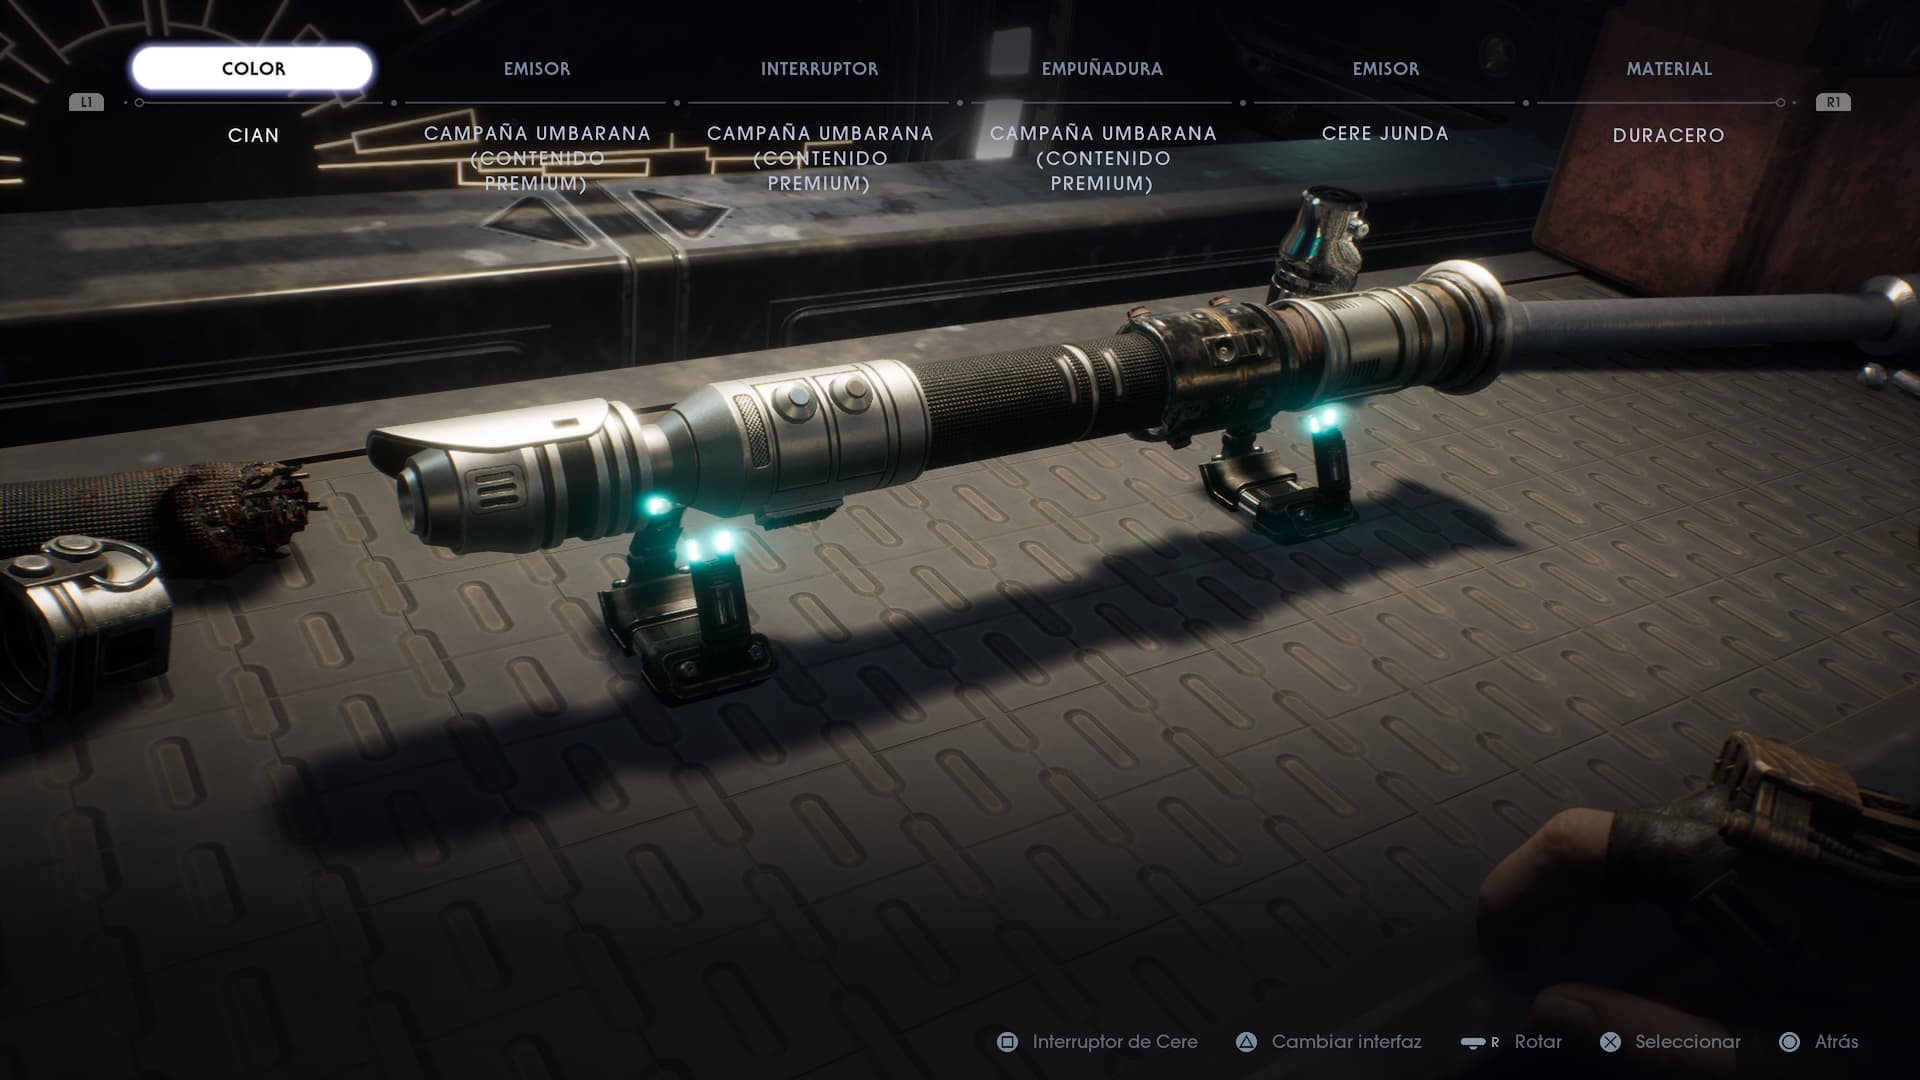 COLOR
EMISOR
INTERRUPTOR
EMPUÑADURA
EMISOR
MATERIAL
L1
R1
CIAN
CAMPAÑA UMBARANA
(CONTENIDO
PREMIUM)
CAMPAÑA UMBARANA
(CONTENIDO
PREMIUM)
CAMPAÑA UMBARANA
(CONTENIDO
PREMIUM)
CERE JUNDA
DURACERO
Interruptor de Cere
Cambiar interfaz
R Rotar
Seleccionar
Atrás